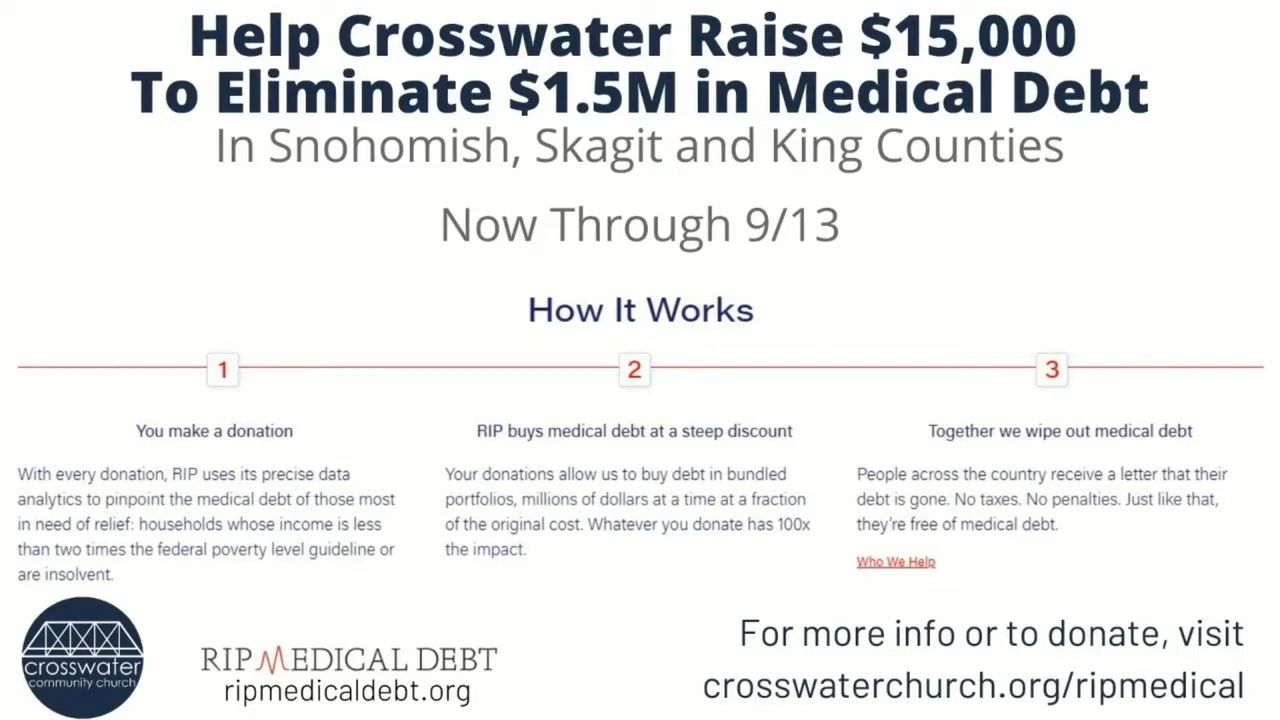 Help Crosswater Raise $15,000
To Eliminate $1.5M in Medical Debt
In Snohomish, Skagit and King Counties
Now Through 9/13
How It Works
1
You make a donation
With every donation, RIP uses its precise data
analytics to pinpoint the medical debt of those most
in need of relief: households whose income is less
than two times the federal poverty level guideline or
are insolvent.
2
RIP buys medical debt at a steep discount
Your donations allow us to buy debt in bundled
portfolios, millions of dollars at a time at a fraction
of the original cost. Whatever you donate has 100x
the impact.
3
Together we wipe out medical debt
People across the country receive a letter that their
debt is gone. No taxes. No penalties. Just like that,
they're free of medical debt.
Who We Help
crosswater
community church
RIP MEDICAL DEBT
ripmedicaldebt.org
For more info or to donate, visit
crosswaterchurch.org/ripmedical